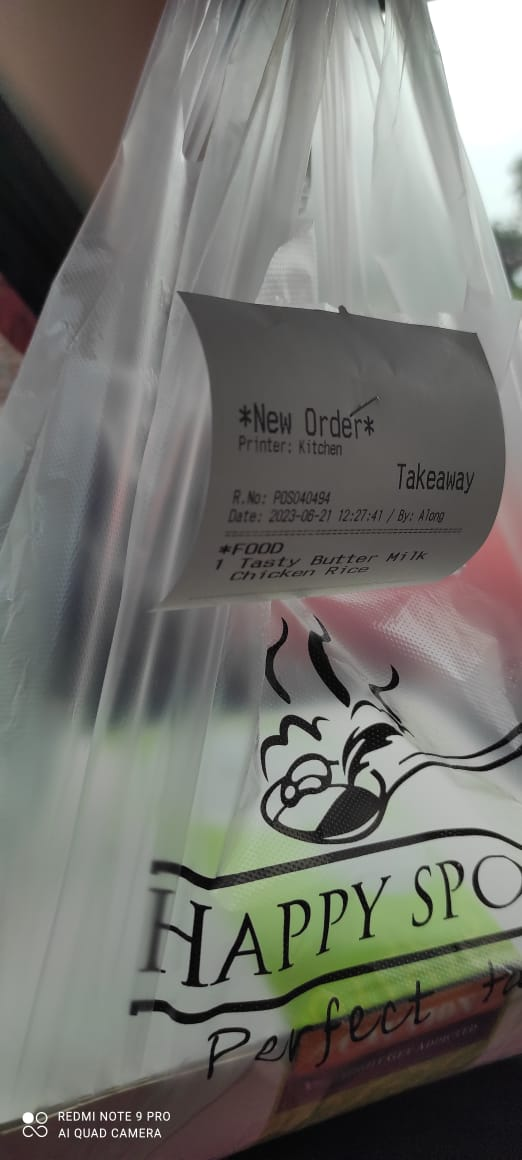 *New Order*
Printer: Kitchen
Takeaway
R.No: POS040494
Date: 2023-06-21 12:27:41 / By: Along
*FOOD
1 Tasty Butter Milk
Chicken Rice
HAPPY SPO
Perfect
REDMI NOTE 9 PRO
AI QUAD CAMERA